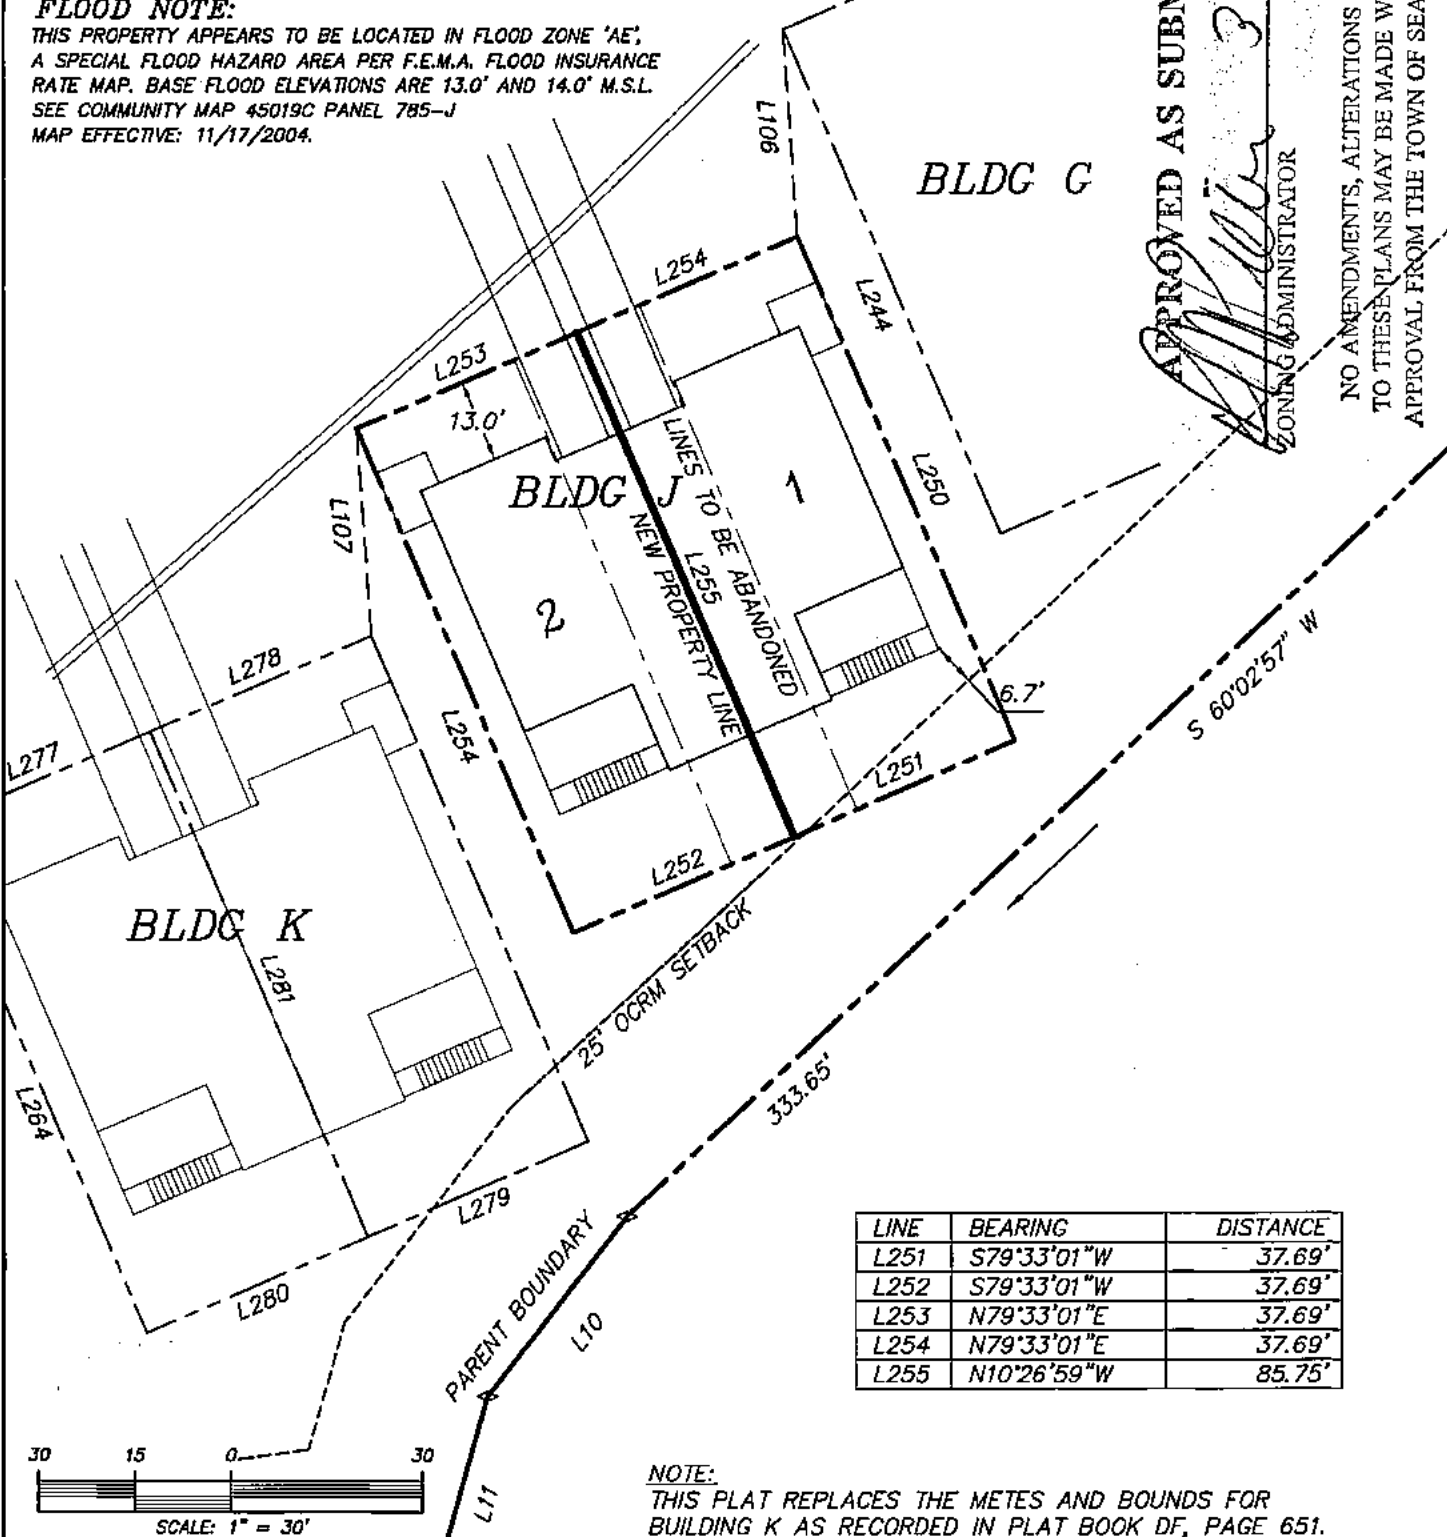 FLOOD NOTE:
THIS PROPERTY APPEARS TO BE LOCATED IN FLOOD ZONE 'AE',
A SPECIAL FLOOD HAZARD AREA PER F.E.M.A. FLOOD INSURANCE
RATE MAP. BASE FLOOD ELEVATIONS ARE 13.0' AND 14.0' M.S.L.
SEE COMMUNITY MAP 45019C PANEL 785-J
MAP EFFECTIVE: 11/17/2004.
APPROVED AS SUBM
ZONING ADMINISTRATOR
NO AMENDMENTS, ALTERATIONS
TO THESE PLANS MAY BE MADE W
APPROVAL FROM THE TOWN OF SEA
L106
BLDG G
L254
L244
L253
13.0'
BLDG J
1
L250
L107
LINES TO BE ABANDONED
L255
NEW PROPERTY LINE
2
L278
L277
L254
6.7'
S 60°02'57" W
L251
L252
BLDG K
L281
25' OCRM SETBACK
L264
333.65'
L279
L280
PARENT BOUNDARY
L10
L11
LINE BEARING DISTANCE
L251 S79°33'01"W 37.69'
L252 S79°33'01"W 37.69'
L253 N79°33'01"E 37.69'
L254 N79°33'01"E 37.69'
L255 N10°26'59"W 85.75'
30 15 0 30
SCALE: 1" = 30'
NOTE:
THIS PLAT REPLACES THE METES AND BOUNDS FOR
BUILDING K AS RECORDED IN PLAT BOOK DF, PAGE 651.